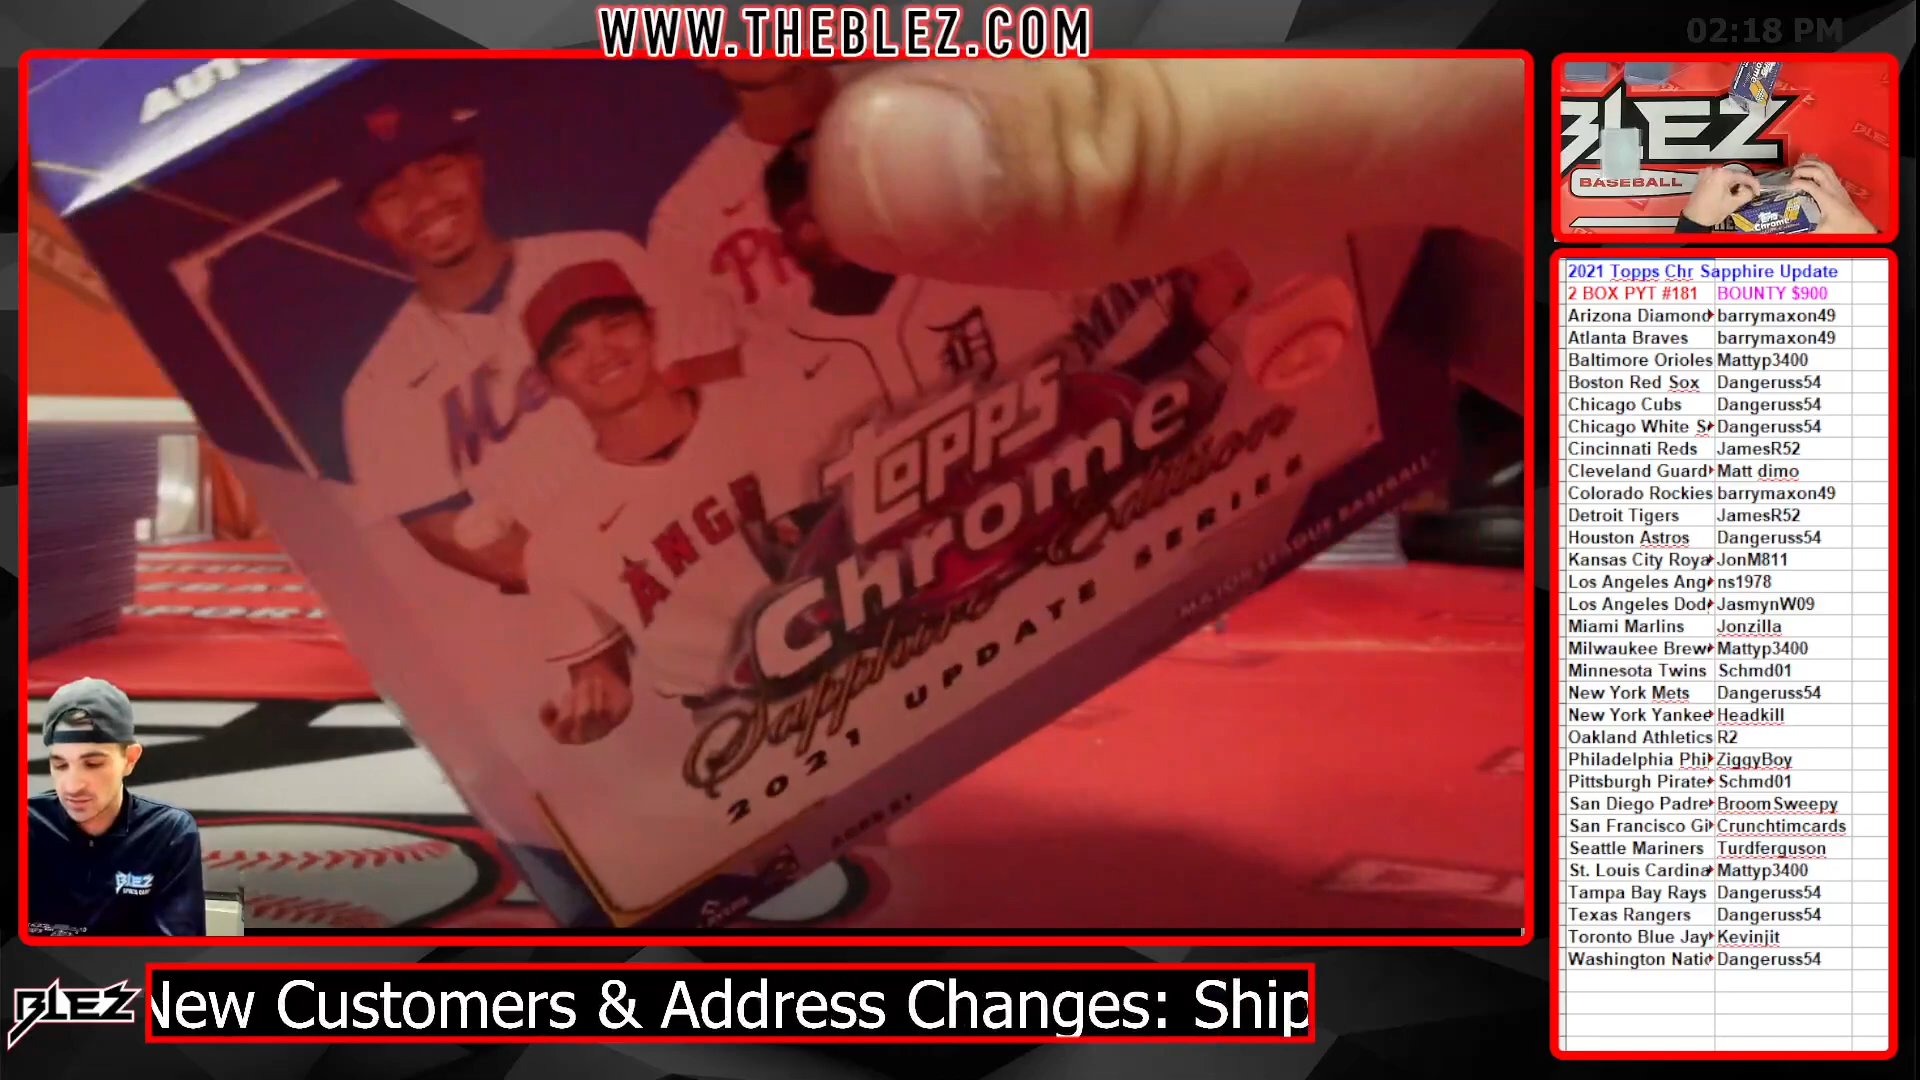 WWW.THEBLEZ.COM
02:18 PM
Me
Ph
ANGE
topps
chrome
Sapphire Edition
2021 UPDATE SERIES
MAJOR LEAGUE BASEBALL
BLEZ
BASEBALL
topps
Chrome
2021 Topps Chr Sapphire Update
2 BOX PYT #181 BOUNTY $900
Arizona Diamond barrymaxon49
Atlanta Braves barrymaxon49
Baltimore Orioles Mattyp3400
Boston Red Sox Dangeruss54
Chicago Cubs Dangeruss54
Chicago White S Dangeruss54
Cincinnati Reds JamesR52
Cleveland Guard Matt dimo
Colorado Rockies barrymaxon49
Detroit Tigers JamesR52
Houston Astros Dangeruss54
Kansas City Roya JonM811
Los Angeles Ang ns1978
Los Angeles Dod JasmynW09
Miami Marlins Jonzilla
Milwaukee Brew Mattyp3400
Minnesota Twins Schmd01
New York Mets Dangeruss54
New York Yankee Headkill
Oakland Athletics R2
Philadelphia Phi ZiggyBoy
Pittsburgh Pirate Schmd01
San Diego Padre BroomSweepy
San Francisco Gi Crunchtimcards
Seattle Mariners Turdferguson
St. Louis Cardina Mattyp3400
Tampa Bay Rays Dangeruss54
Texas Rangers Dangeruss54
Toronto Blue Jay Kevinjit
Washington Natio Dangeruss54
BLEZ
BLEZ
New Customers & Address Changes: Ship